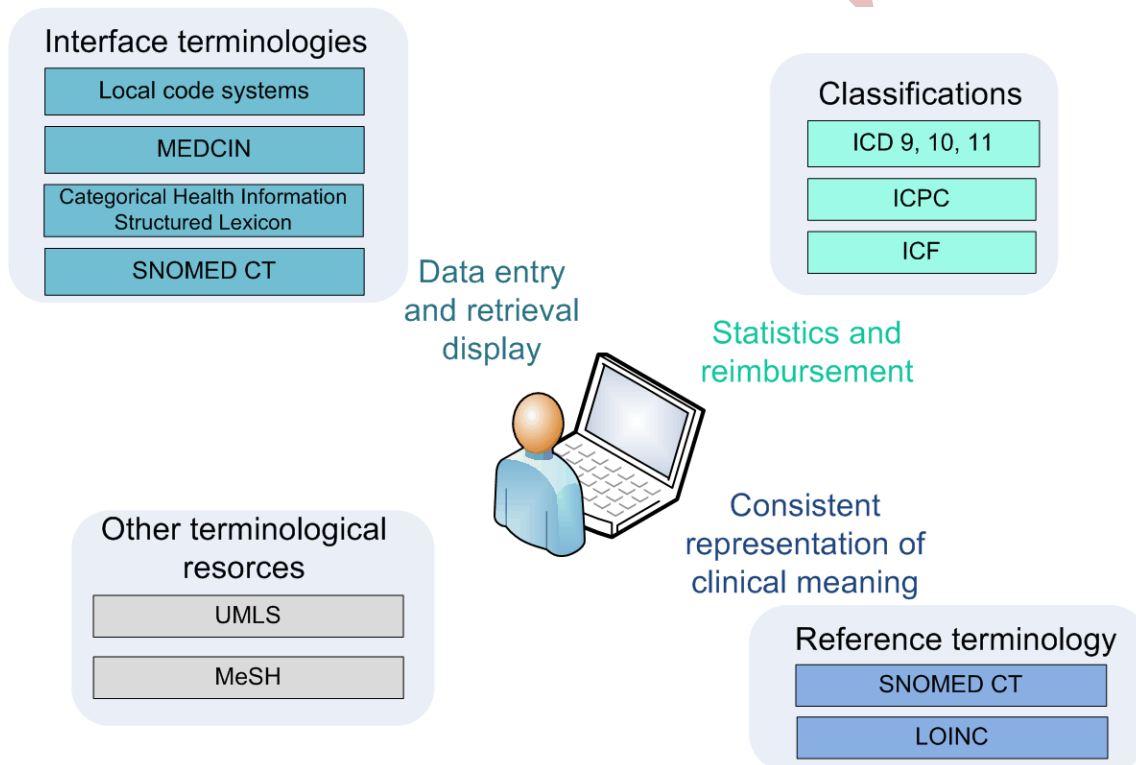 Interface terminologies
Local code systems
MEDCIN
Categorical Health Information
Structured Lexicon
SNOMED CT
Classifications
ICD 9, 10, 11
ICPC
ICF
Data entry
and retrieval
display
Statistics and
reimbursement
Consistent
representation of
clinical meaning
Other terminological
resorces
UMLS
MeSH
Reference terminology
SNOMED CT
LOINC